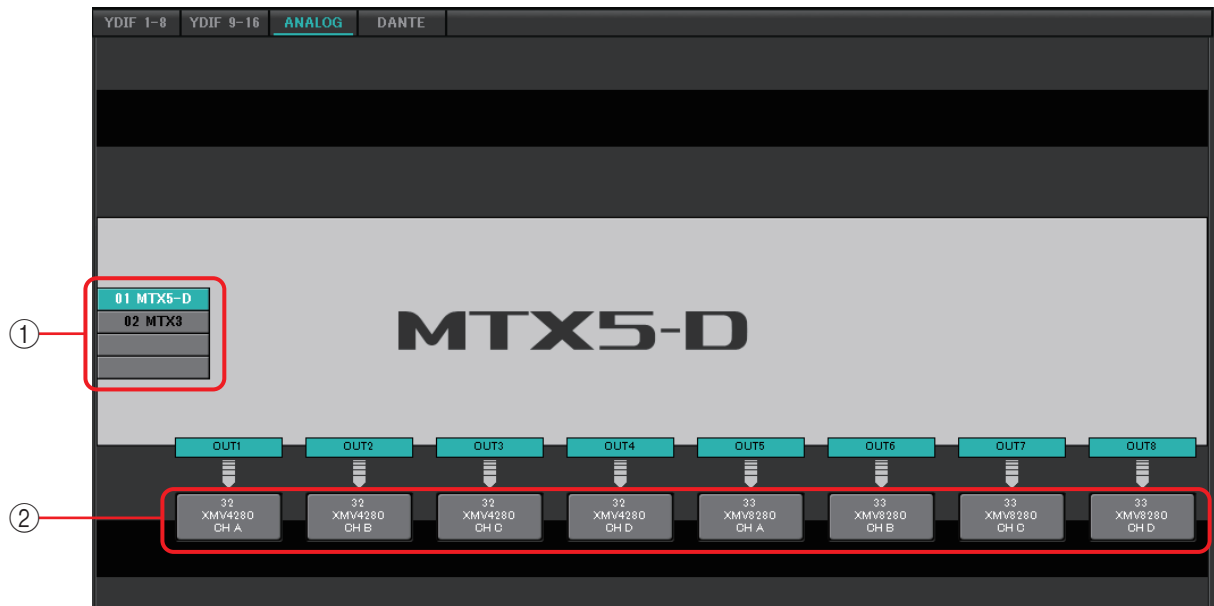 YDIF 1-8 YDIF 9-16 ANALOG DANTE
01 MTX5-D
02 MTX3
①
MTX5-D
OUT1 OUT2 OUT3 OUT4 OUT5 OUT6 OUT7 OUT8
②
32 32 32 32 33 33 33 33
XMV4280 XMV4280 XMV4280 XMV4280 XMV8280 XMV8280 XMV8280 XMV8280
CH A CH B CH C CH D CH A CH B CH C CH D